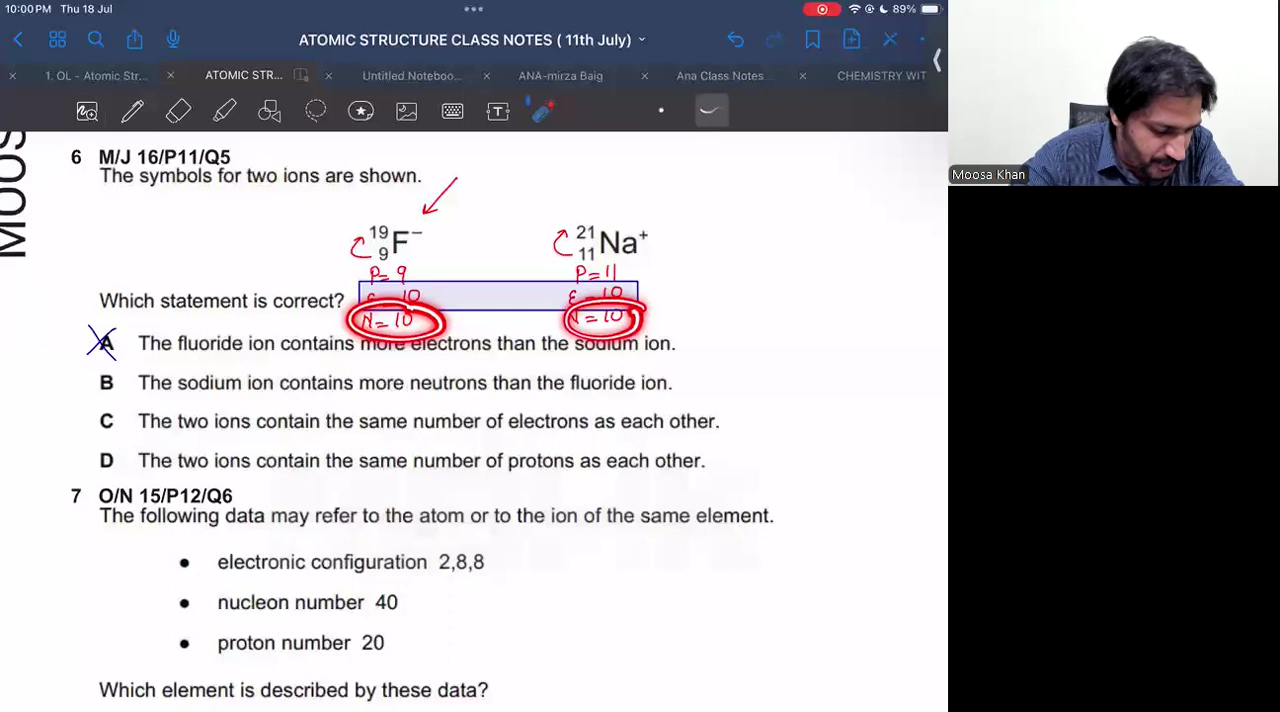 10:00 PM Thu 18 Jul
89%
ATOMIC STRUCTURE CLASS NOTES ( 11th July)
1. OL - Atomic Str...
ATOMIC STR...
Untitled Noteboo...
ANA-mirza Baig
Ana Class Notes
CHEMISTRY WIT
MOOS
Moosa Khan
6 M/J 16/P11/Q5
The symbols for two ions are shown.
19 9 F− 21 11 Na+
P= 9 P= 11
E = 10 E = 10
Which statement is correct?
N = 10 N = 10
A The fluoride ion contains more electrons than the sodium ion.
B The sodium ion contains more neutrons than the fluoride ion.
C The two ions contain the same number of electrons as each other.
D The two ions contain the same number of protons as each other.
7 O/N 15/P12/Q6
The following data may refer to the atom or to the ion of the same element.
• electronic configuration 2,8,8
• nucleon number 40
• proton number 20
Which element is described by these data?